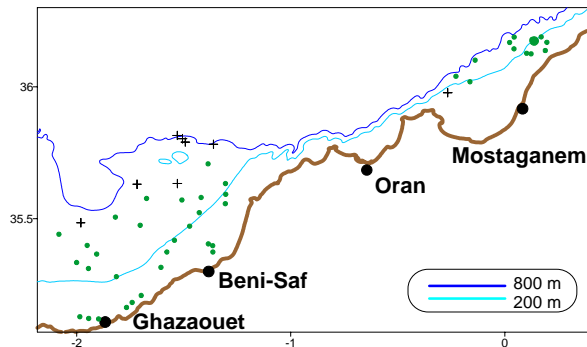 36
Mostaganem
Oran
35.5
Beni-Saf
800 m
200 m
Ghazaouet
-2
-1
0